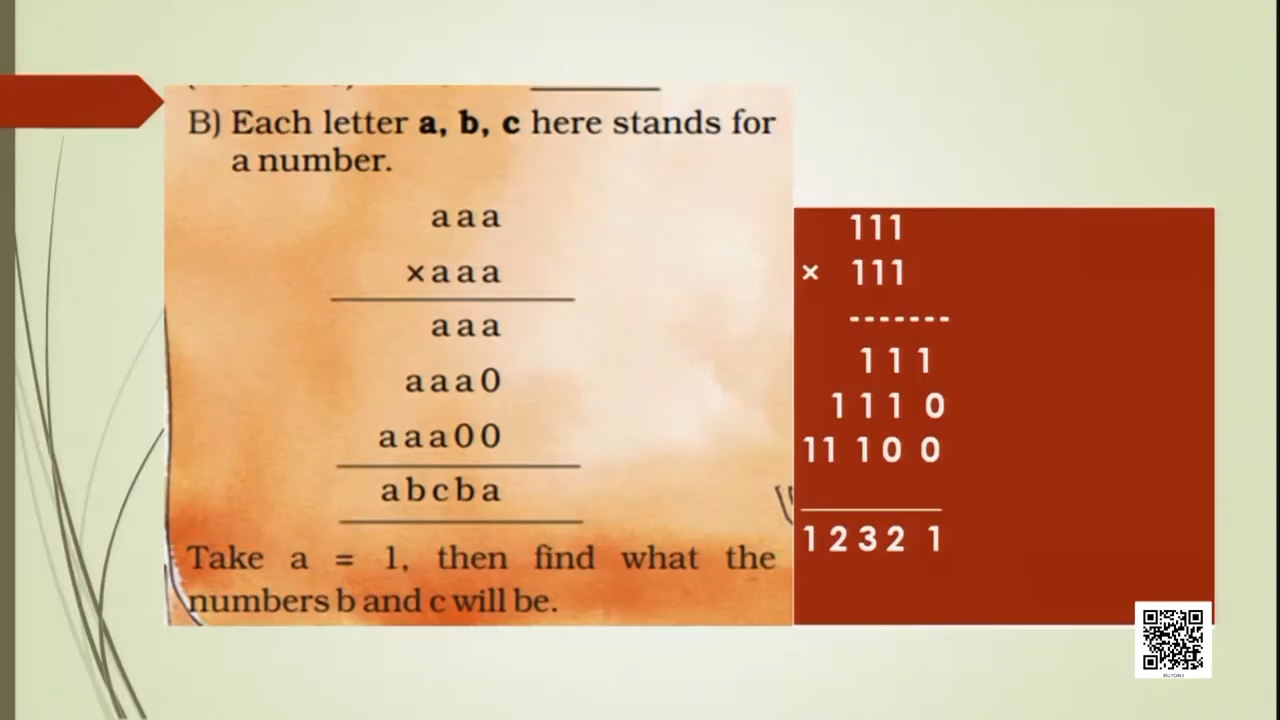 B) Each letter a, b, c here stands for
a number.
aaa
×aaa
aaa
aaa0
aaa00
abcba
Take a = 1, then find what the
numbers b and c will be.
111
× 111
-------
1 1 1
1 1 1 0
11 1 0 0
1 2 3 2 1